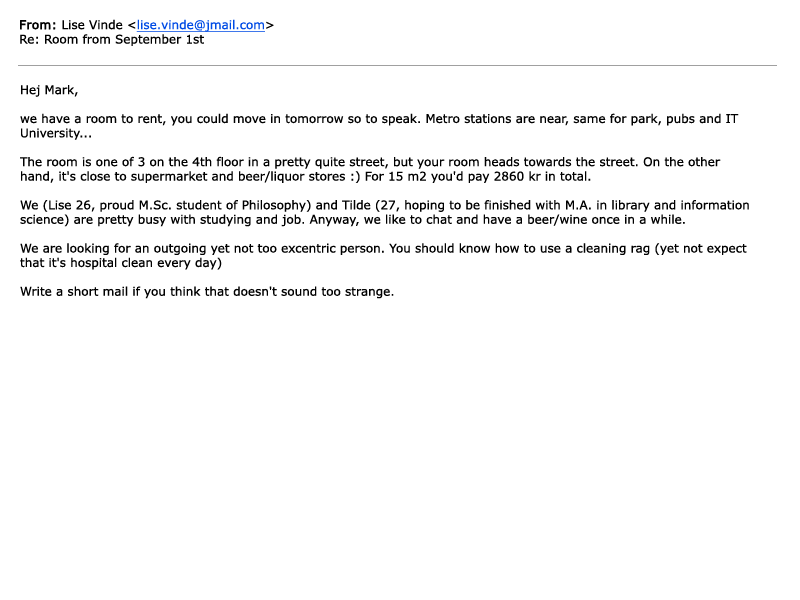 From: Lise Vinde <lise.vinde@jmail.com>
Re: Room from September 1st
Hej Mark,
we have a room to rent, you could move in tomorrow so to speak. Metro stations are near, same for park, pubs and IT
University...
The room is one of 3 on the 4th floor in a pretty quite street, but your room heads towards the street. On the other
hand, it's close to supermarket and beer/liquor stores :) For 15 m2 you'd pay 2860 kr in total.
We (Lise 26, proud M.Sc. student of Philosophy) and Tilde (27, hoping to be finished with M.A. in library and information
science) are pretty busy with studying and job. Anyway, we like to chat and have a beer/wine once in a while.
We are looking for an outgoing yet not too excentric person. You should know how to use a cleaning rag (yet not expect
that it's hospital clean every day)
Write a short mail if you think that doesn't sound too strange.